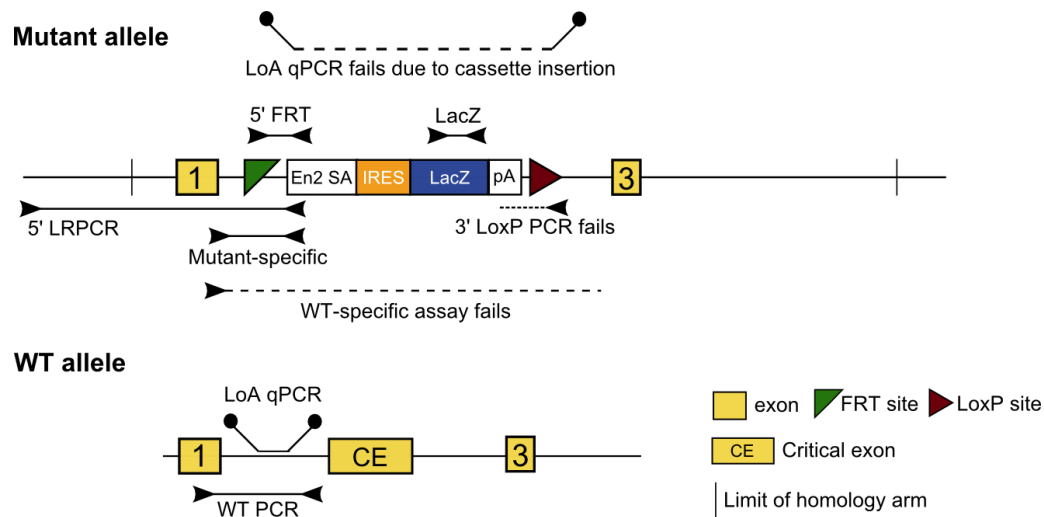 Mutant allele
LoA qPCR fails due to cassette insertion
5' FRT
LacZ
1
En2 SA
IRES
LacZ
pA
3
5' LRPCR
3' LoxP PCR fails
Mutant-specific
WT-specific assay fails
WT allele
LoA qPCR
1
CE
3
WT PCR
exon
FRT site
LoxP site
CE
Critical exon
Limit of homology arm